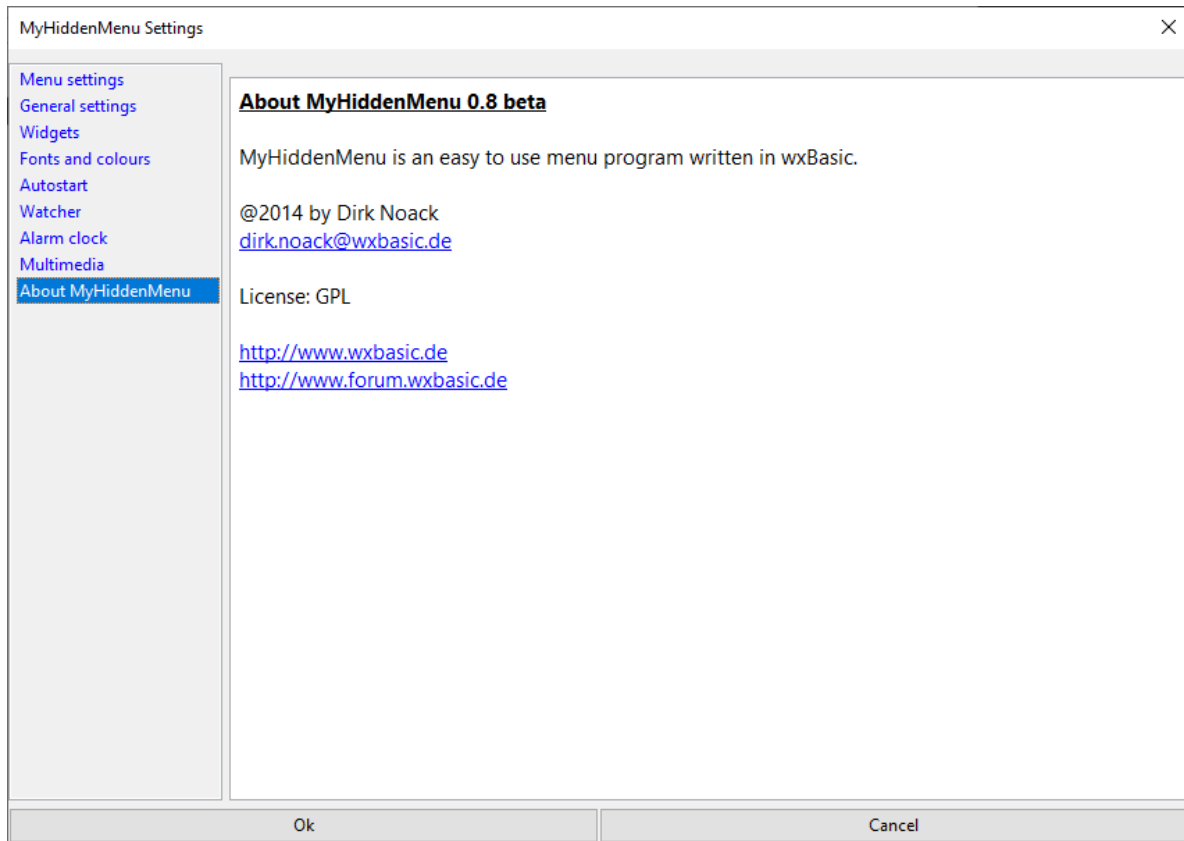 MyHiddenMenu Settings
Menu settings
General settings
Widgets
Fonts and colours
Autostart
Watcher
Alarm clock
Multimedia
About MyHiddenMenu
About MyHiddenMenu 0.8 beta
MyHiddenMenu is an easy to use menu program written in wxBasic.
@2014 by Dirk Noack
dirk.noack@wxbasic.de
License: GPL
http://www.wxbasic.de
http://www.forum.wxbasic.de
Ok
Cancel